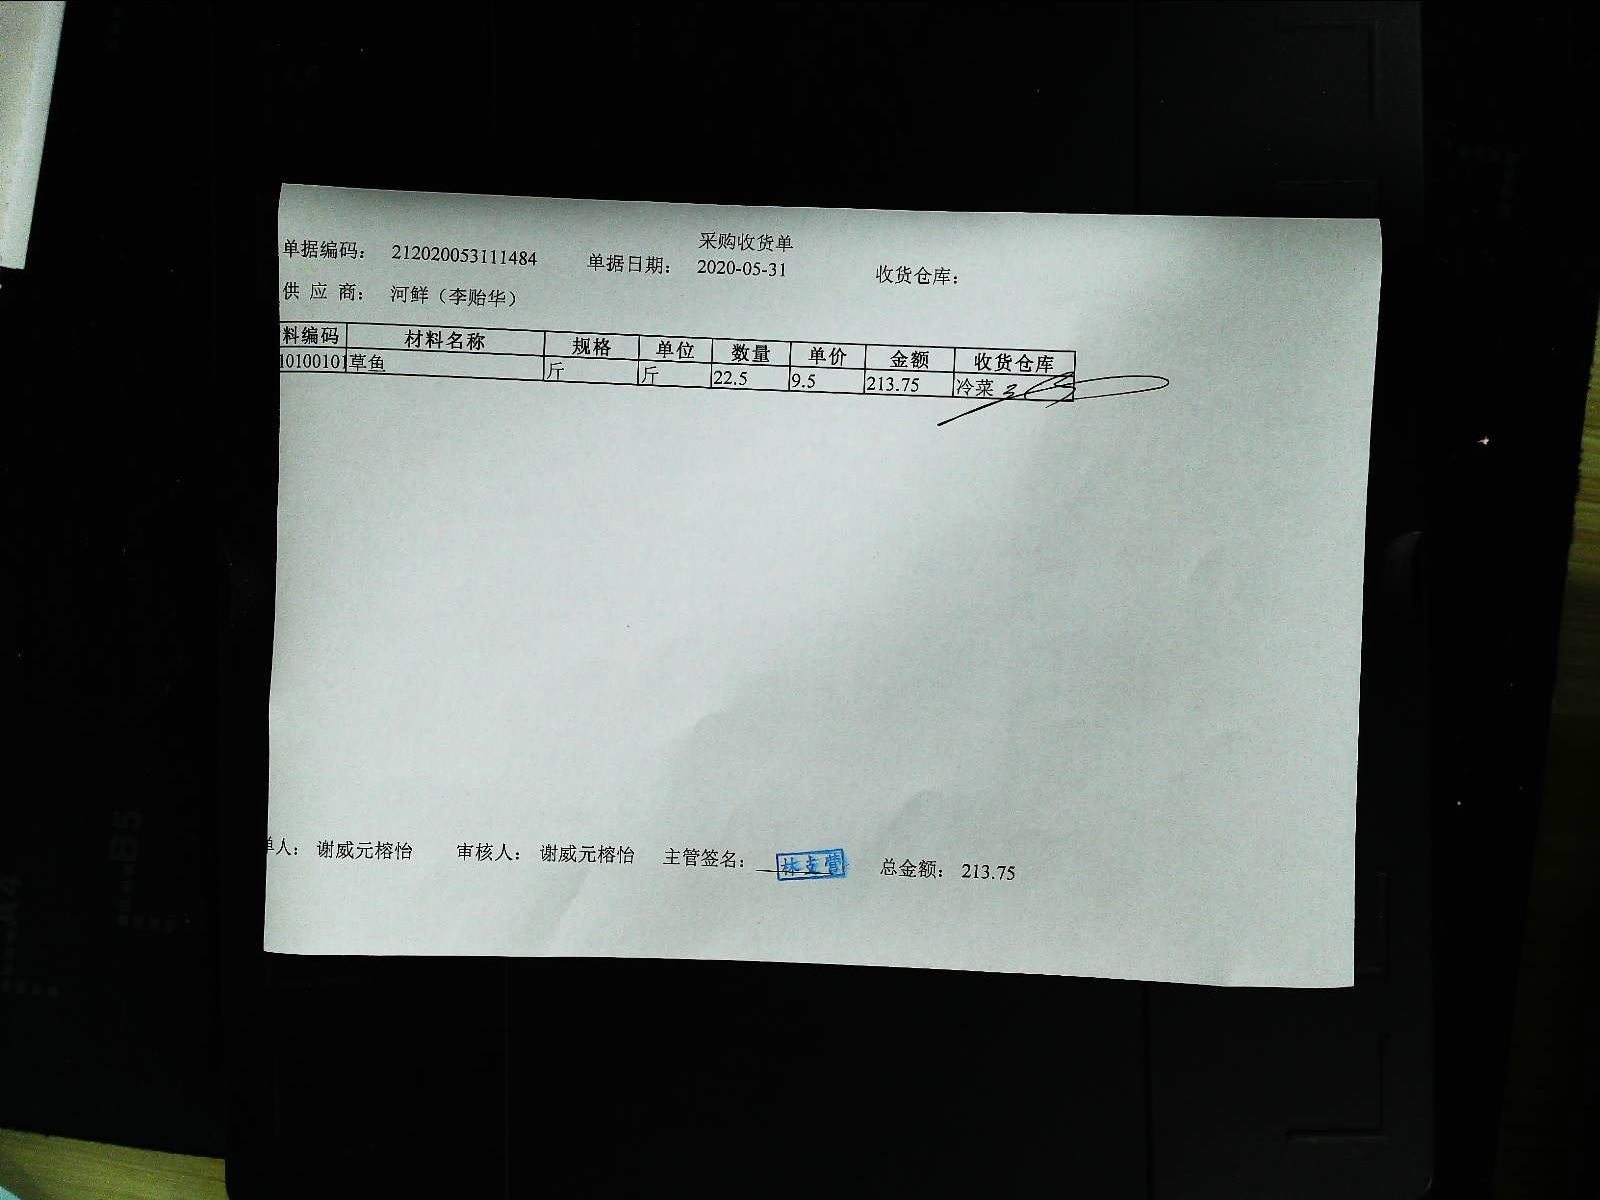 采购收货单
单据编码： 212020053111484 单据日期： 2020-05-31 收货仓库：
供 应 商： 河鲜（李贻华）
料编码 材料名称 规格 单位 数量 单价 金额 收货仓库
10100101 草鱼 斤 斤 22.5 9.5 213.75 冷菜
单人： 谢威元榕怡 审核人： 谢威元榕怡 主管签名： 总金额： 213.75
B5
A4